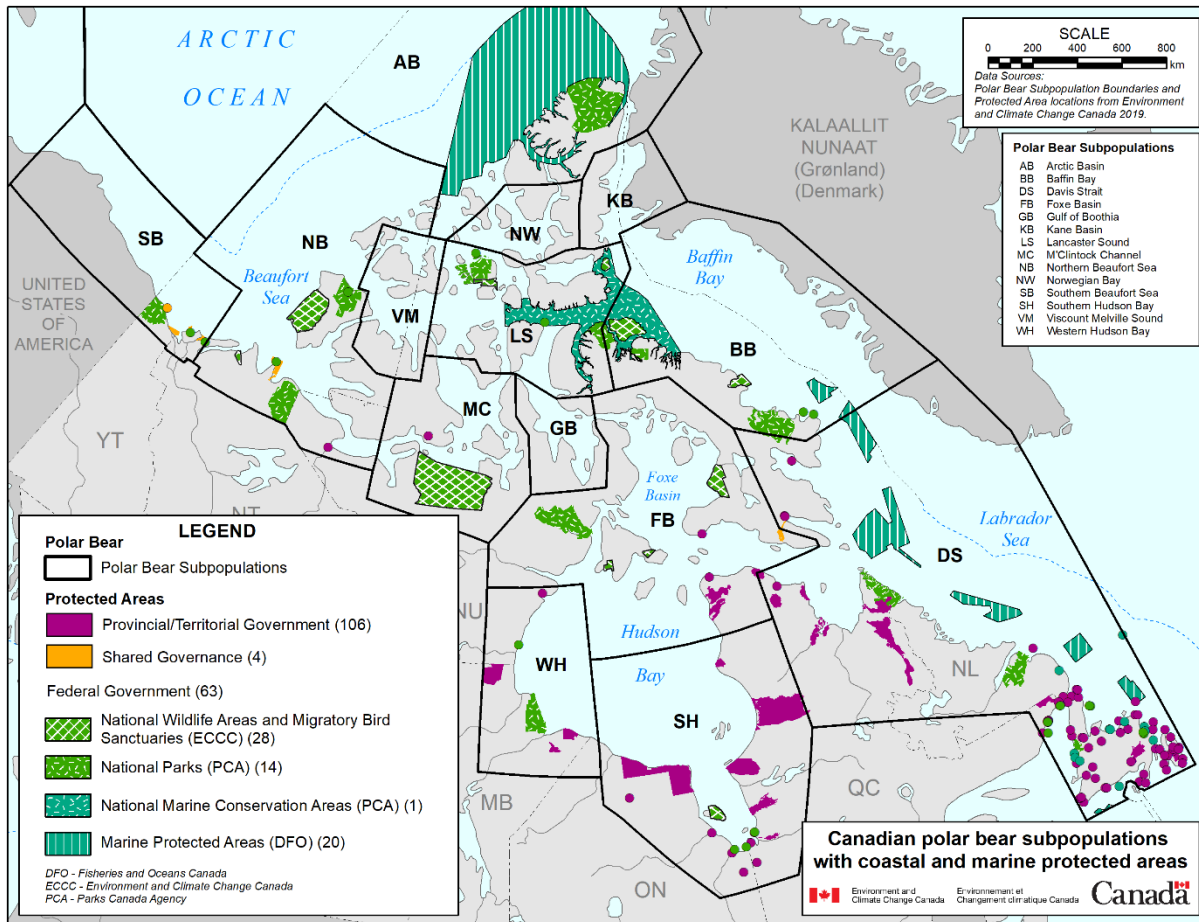 ARCTIC
OCEAN
AB
SCALE
0 200 400 600 800
km
Data Sources:
Polar Bear Subpopulation Boundaries and
Protected Area locations from Environment
and Climate Change Canada 2019.
KALAALLIT
NUNAAT
(Grønland)
(Denmark)
Polar Bear Subpopulations
AB Arctic Basin
BB Baffin Bay
DS Davis Strait
FB Foxe Basin
GB Gulf of Boothia
KB Kane Basin
LS Lancaster Sound
MC M'Clintock Channel
NB Northern Beaufort Sea
NW Norwegian Bay
SB Southern Beaufort Sea
SH Southern Hudson Bay
VM Viscount Melville Sound
WH Western Hudson Bay
KB
SB
NB
NW
Baffin
Bay
Beaufort
Sea
UNITED
STATES
OF
AMERICA
VM
LS
BB
MC
GB
YT
Foxe
Basin
FB
NT
Labrador
Sea
DS
NU
Hudson
Bay
WH
SH
NL
MB
QC
ON
LEGEND
Polar Bear
Polar Bear Subpopulations
Protected Areas
Provincial/Territorial Government (106)
Shared Governance (4)
Federal Government (63)
National Wildlife Areas and Migratory Bird
Sanctuaries (ECCC) (28)
National Parks (PCA) (14)
National Marine Conservation Areas (PCA) (1)
Marine Protected Areas (DFO) (20)
DFO - Fisheries and Oceans Canada
ECCC - Environment and Climate Change Canada
PCA - Parks Canada Agency
Canadian polar bear subpopulations
with coastal and marine protected areas
Environment and
Climate Change Canada
Environnement et
Changement climatique Canada
Canada